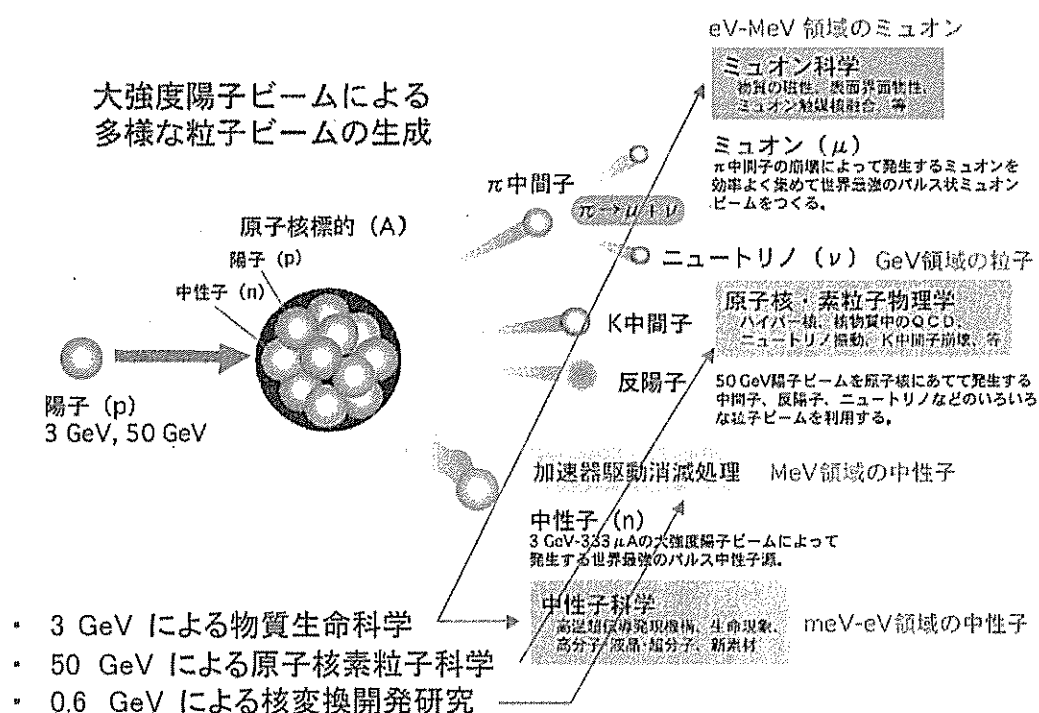 大強度陽子ビームによる
多様な粒子ビームの生成
eV-MeV 領域のミュオン
ミュオン科学
物質の磁性、表面界面物性、
ミュオン触媒核融合 等
ミュオン（μ）
π中間子の崩壊によって発生するミュオンを
効率よく集めて世界最強のパルス状ミュオン
ビームをつくる。
π中間子
π→μ+ν
ニュートリノ（ν） GeV領域の粒子
原子核標的（A）
陽子（p）
中性子（n）
陽子（p）
3 GeV, 50 GeV
K中間子
反陽子
原子核・素粒子物理学
ハイパー核、核物質中のQCD、
ニュートリノ振動、K中間子崩壊、等
50 GeV陽子ビームを原子核にあてて発生する
中間子、反陽子、ニュートリノなどのいろいろ
な粒子ビームを利用する。
加速器駆動消滅処理 MeV領域の中性子
中性子（n）
3 GeV-333μAの大強度陽子ビームによって
発生する世界最強のパルス中性子源。
中性子科学
高温超伝導発現機構、生命現象、
高分子・液晶・超分子、新素材
meV-eV領域の中性子
・ 3 GeV による物質生命科学
・ 50 GeV による原子核素粒子科学
・ 0.6 GeV による核変換開発研究